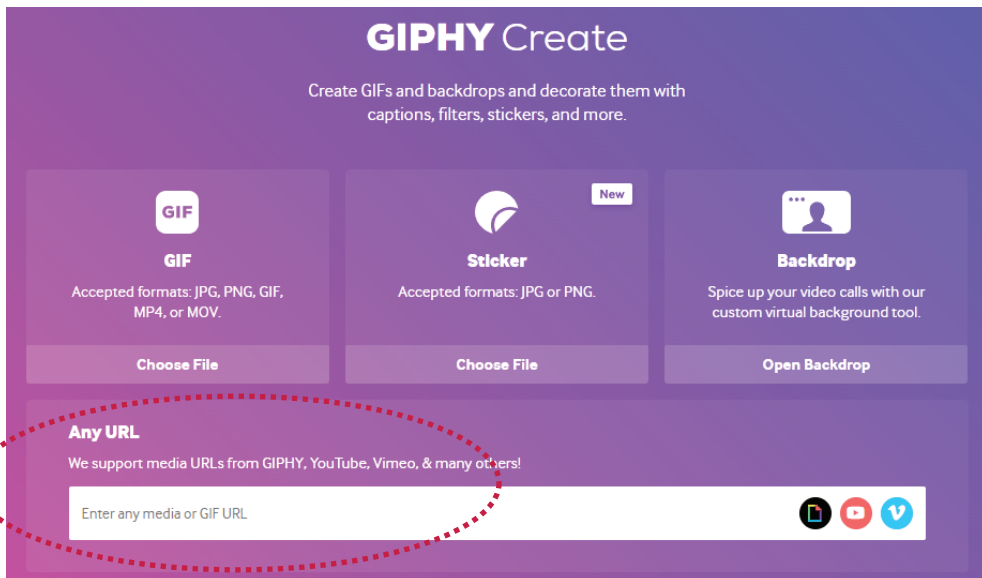 GIPHY Create
Create GIFs and backdrops and decorate them with
captions, filters, stickers, and more.
GIF
GIF
Accepted formats: JPG, PNG, GIF,
MP4, or MOV.
Choose File
New
Sticker
Accepted formats: JPG or PNG.
Choose File
Backdrop
Spice up your video calls with our
custom virtual background tool.
Open Backdrop
Any URL
We support media URLs from GIPHY, YouTube, Vimeo, & many others!
Enter any media or GIF URL